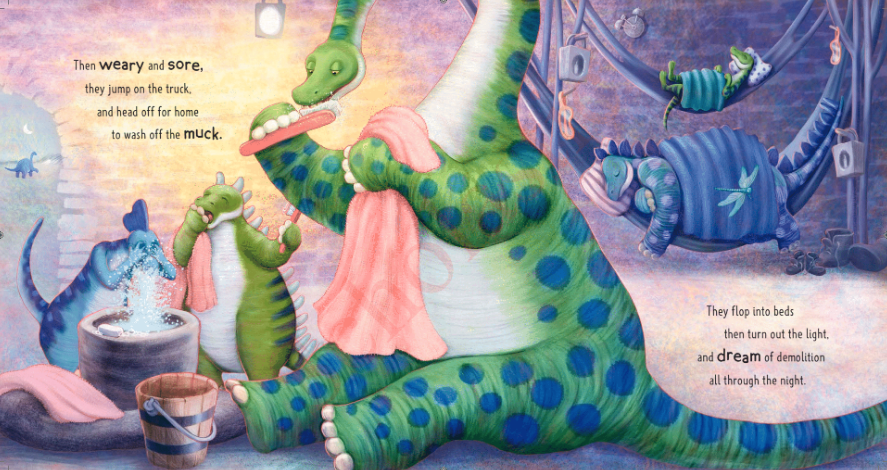 Then weary and sore,
they jump on the truck,
and head off for home
to wash off the muck.
They flop into beds
then turn out the light,
and dream of demolition
all through the night.